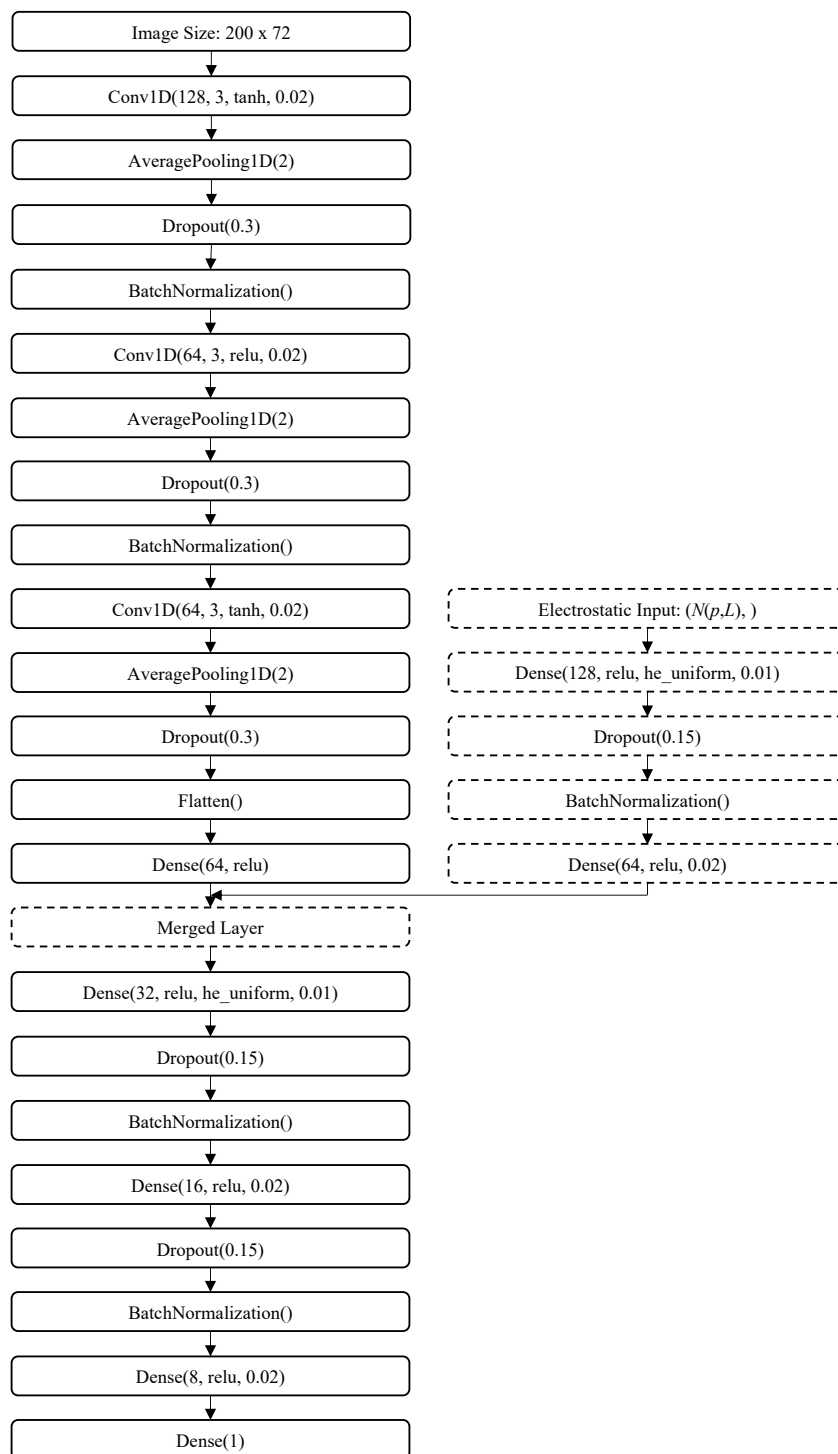 Image Size: 200 x 72
Conv1D(128, 3, tanh, 0.02)
AveragePooling1D(2)
Dropout(0.3)
BatchNormalization()
Conv1D(64, 3, relu, 0.02)
AveragePooling1D(2)
Dropout(0.3)
BatchNormalization()
Conv1D(64, 3, tanh, 0.02)
AveragePooling1D(2)
Dropout(0.3)
Flatten()
Dense(64, relu)
Electrostatic Input: (N(p,L), )
Dense(128, relu, he_uniform, 0.01)
Dropout(0.15)
BatchNormalization()
Dense(64, relu, 0.02)
Merged Layer
Dense(32, relu, he_uniform, 0.01)
Dropout(0.15)
BatchNormalization()
Dense(16, relu, 0.02)
Dropout(0.15)
BatchNormalization()
Dense(8, relu, 0.02)
Dense(1)